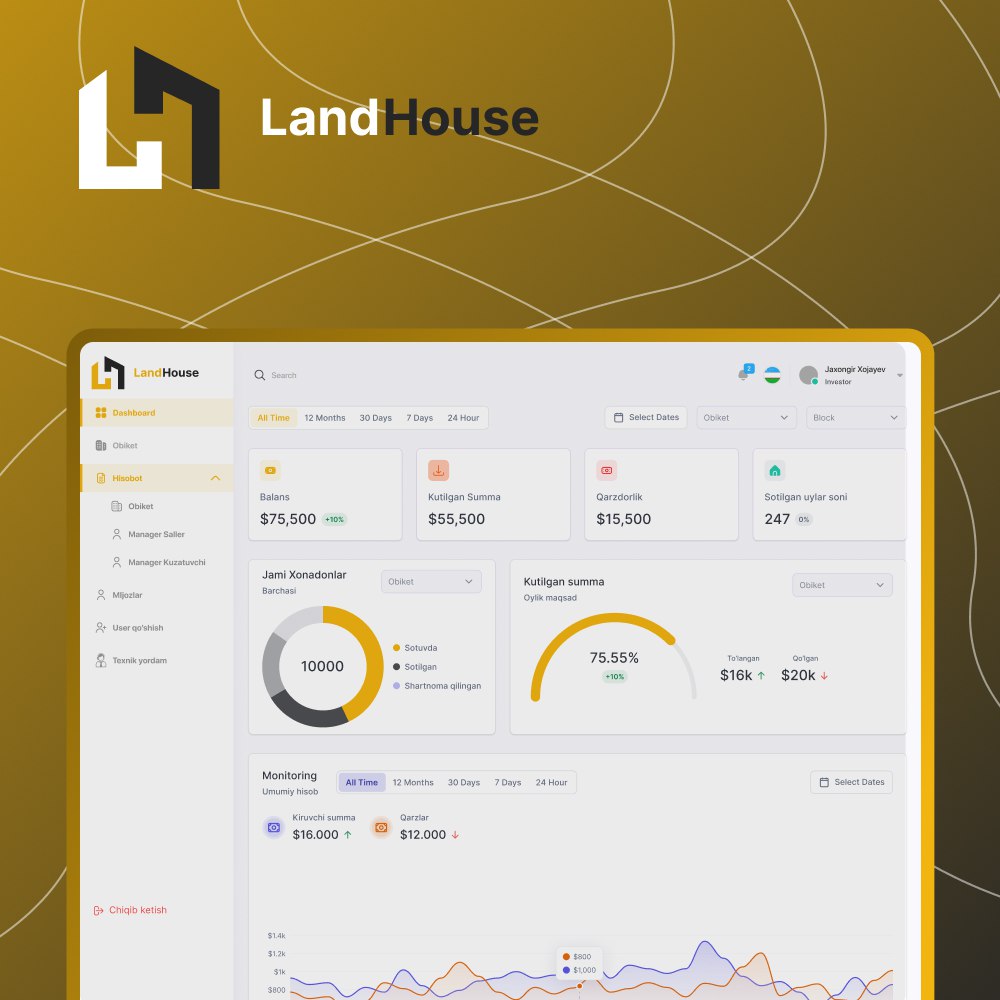 LandHouse
LandHouse
Search
2
Jaxongir Xojayev
Investor
Dashboard
Obiket
Hisobot
Obiket
Manager Saller
Manager Kuzatuvchi
Mijozlar
User qo'shish
Texnik yordam
Chiqib ketish
All Time 12 Months 30 Days 7 Days 24 Hour
Select Dates
Obiket
Block
Balans
$75,500 +10%
Kutilgan Summa
$55,500
Qarzdorlik
$15,500
Sotilgan uylar soni
247 0%
Jami Xonadonlar
Barchasi
Obiket
10000
Sotuvda
Sotilgan
Shartnoma qilingan
Kutilgan summa
Oylik maqsad
Obiket
75.55%
+10%
To'langan
$16k
Qo'lgan
$20k
Monitoring
Umumiy hisob
All Time 12 Months 30 Days 7 Days 24 Hour
Select Dates
Kiruvchi summa
$16.000
Qarzlar
$12.000
$1.4k
$1.2k
$1k
$800
$800
$1,000